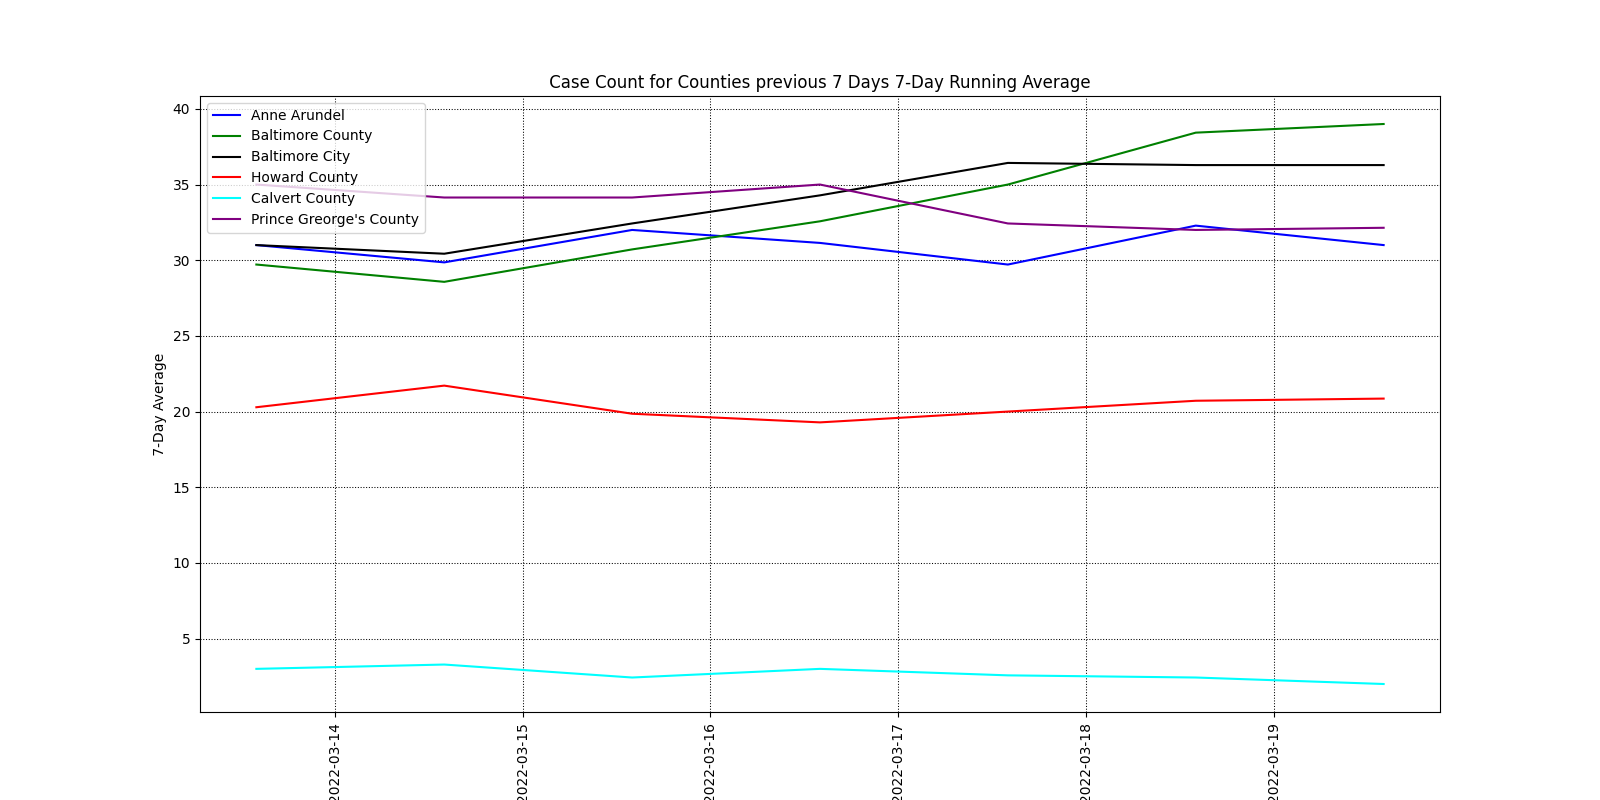 Case Count for Counties previous 7 Days 7-Day Running Average
Anne Arundel
Baltimore County
Baltimore City
Howard County
Calvert County
Prince Greorge's County
7-Day Average
40
35
30
25
20
15
10
5
2022-03-14
2022-03-15
2022-03-16
2022-03-17
2022-03-18
2022-03-19